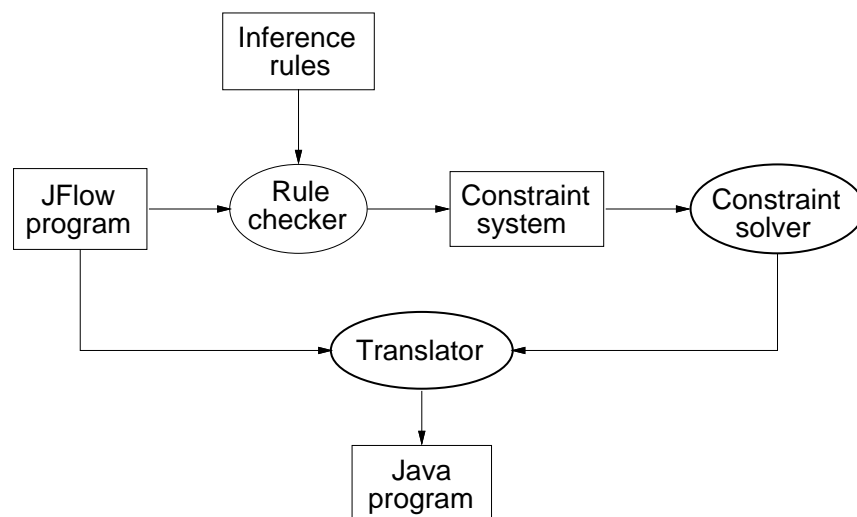 Inference
rules
JFlow
program
Rule
checker
Constraint
system
Constraint
solver
Translator
Java
program